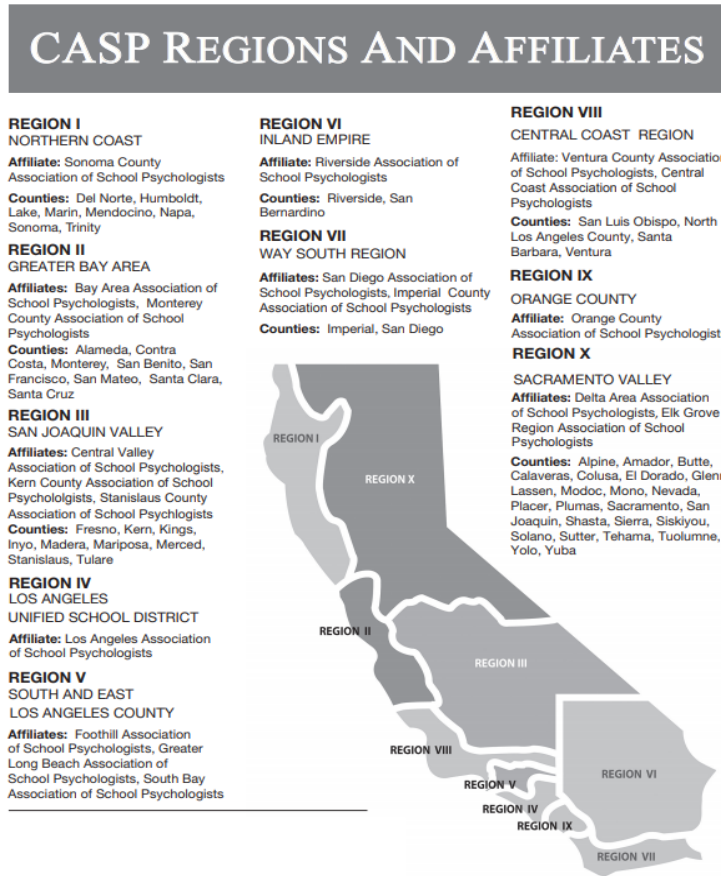 CASP REGIONS AND AFFILIATES
REGION I
NORTHERN COAST
Affiliate: Sonoma County
Association of School Psychologists
Counties: Del Norte, Humboldt,
Lake, Marin, Mendocino, Napa,
Sonoma, Trinity
REGION II
GREATER BAY AREA
Affiliates: Bay Area Association of
School Psychologists, Monterey
County Association of School
Psychologists
Counties: Alameda, Contra
Costa, Monterey, San Benito, San
Francisco, San Mateo, Santa Clara,
Santa Cruz
REGION III
SAN JOAQUIN VALLEY
Affiliates: Central Valley
Association of School Psychologists,
Kern County Association of School
Psychololgists, Stanislaus County
Association of School Psychlogists
Counties: Fresno, Kern, Kings,
Inyo, Madera, Mariposa, Merced,
Stanislaus, Tulare
REGION IV
LOS ANGELES
UNIFIED SCHOOL DISTRICT
Affiliate: Los Angeles Association
of School Psychologists
REGION V
SOUTH AND EAST
LOS ANGELES COUNTY
Affiliates: Foothill Association
of School Psychologists, Greater
Long Beach Association of
School Psychologists, South Bay
Association of School Psychologists
REGION VI
INLAND EMPIRE
Affiliate: Riverside Association of
School Psychologists
Counties: Riverside, San
Bernardino
REGION VII
WAY SOUTH REGION
Affiliates: San Diego Association of
School Psychologists, Imperial County
Association of School Psychologists
Counties: Imperial, San Diego
REGION VIII
CENTRAL COAST REGION
Affiliate: Ventura County Association
of School Psychologists, Central
Coast Association of School
Psychologists
Counties: San Luis Obispo, North
Los Angeles County, Santa
Barbara, Ventura
REGION IX
ORANGE COUNTY
Affiliate: Orange County
Association of School Psychologist
REGION X
SACRAMENTO VALLEY
Affiliates: Delta Area Association
of School Psychologists, Elk Grove
Region Association of School
Psychologists
Counties: Alpine, Amador, Butte,
Calaveras, Colusa, El Dorado, Glenn
Lassen, Modoc, Mono, Nevada,
Placer, Plumas, Sacramento, San
Joaquin, Shasta, Sierra, Siskiyou,
Solano, Sutter, Tehama, Tuolumne,
Yolo, Yuba
REGION I
REGION X
REGION II
REGION III
REGION VIII
REGION VI
REGION V
REGION IV
REGION IX
REGION VII